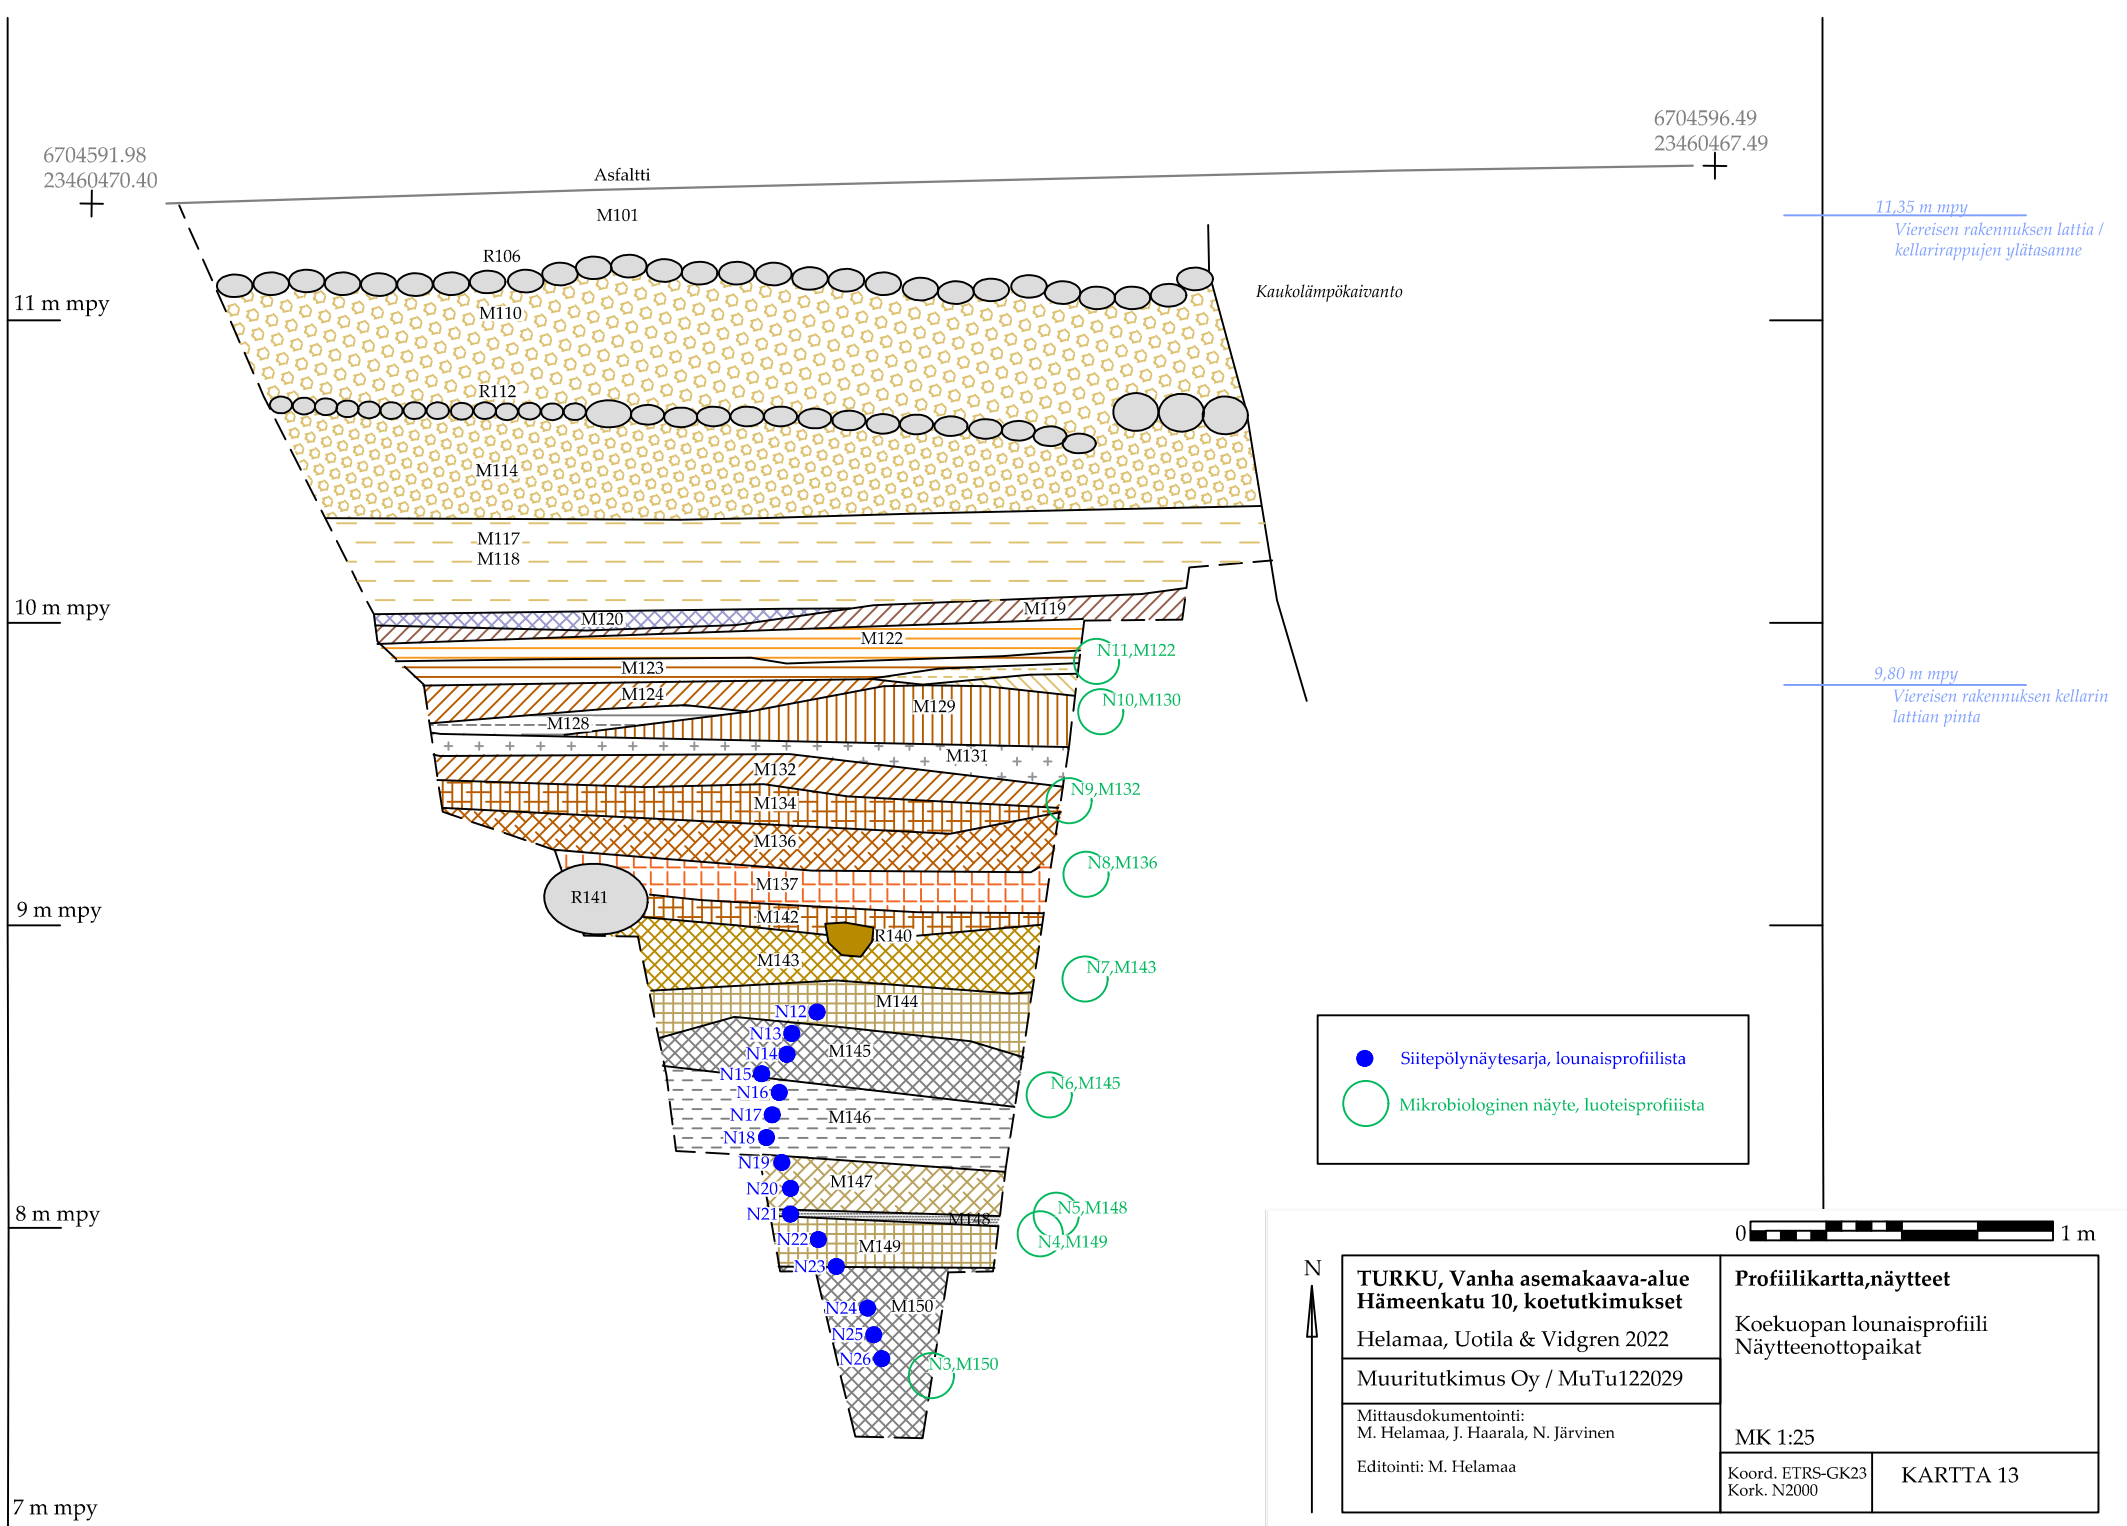 6704596.49
23460467.49
6704591.98
23460470.40
Asfaltti
M101
11,35 m mpy
Viereisen rakennuksen lattia /
kellarirappujen ylätasanne
R106
Kaukolämpökaivanto
11 m mpy
M110
R112
M114
M117
M118
10 m mpy
M119
M120
M122
N11,M122
M123
9,80 m mpy
Viereisen rakennuksen kellarin
lattian pinta
M124
N10,M130
M129
M128
M131
M132
N9,M132
M134
M136
N8,M136
M137
R141
9 m mpy
M142
R140
M143
N7,M143
M144
N12
N13
N14
M145
N15
N16
N6,M145
N17
M146
N18
N19
M147
N20
N5,M148
8 m mpy
N21
M148
N22
M149
N4,M149
N23
N24
M150
N25
N26
N3,M150
7 m mpy
Siitepölynäytesarja, lounaisprofiilista
Mikrobiologinen näyte, luoteisprofiiista
0
1 m
N
TURKU, Vanha asemakaava-alue
Hämeenkatu 10, koetutkimukset
Helamaa, Uotila & Vidgren 2022
Muuritutkimus Oy / MuTu122029
Mittausdokumentointi:
M. Helamaa, J. Haarala, N. Järvinen
Editointi: M. Helamaa
Profiilikartta,näytteet
Koekuopan lounaisprofiili
Näytteenottopaikat
MK 1:25
Koord. ETRS-GK23
Kork. N2000
KARTTA 13